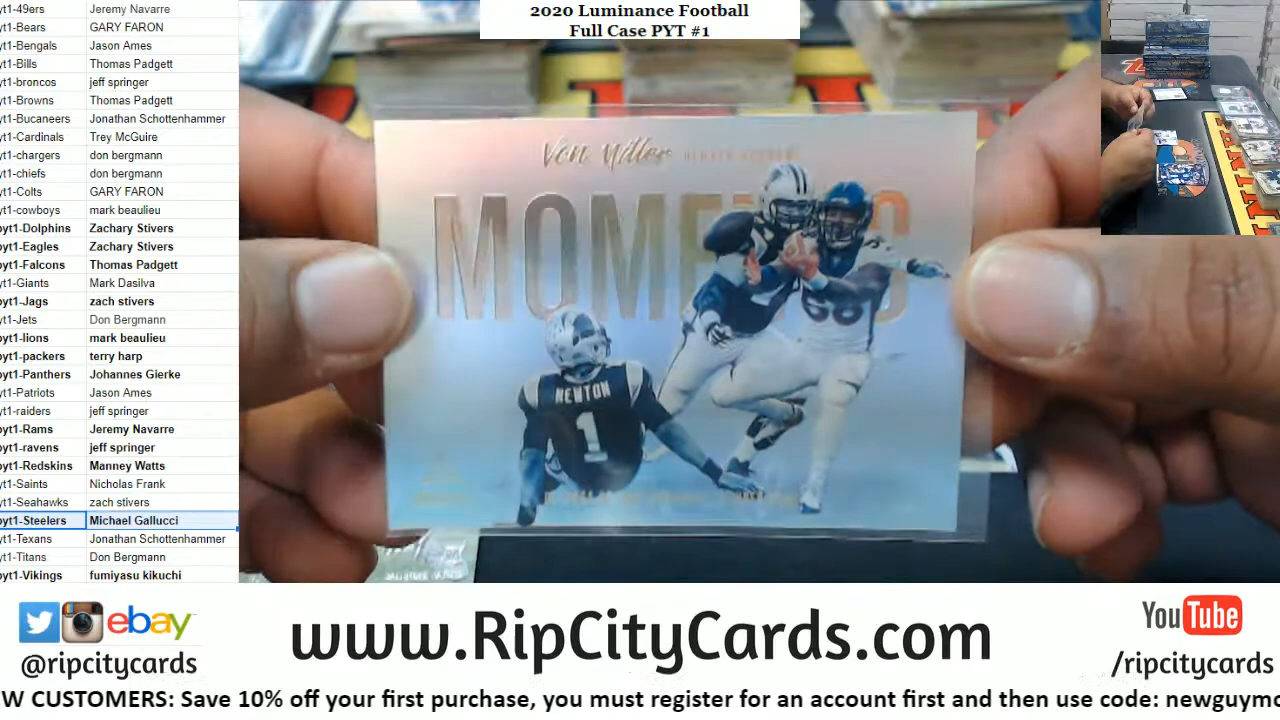 2020 Luminance Football
Full Case PYT #1
yt1-49ers Jeremy Navarre
yt1-Bears GARY FARON
yt1-Bengals Jason Ames
yt1-Bills Thomas Padgett
yt1-broncos jeff springer
yt1-Browns Thomas Padgett
yt1-Bucaneers Jonathan Schottenhammer
yt1-Cardinals Trey McGuire
yt1-chargers don bergmann
yt1-chiefs don bergmann
yt1-Colts GARY FARON
yt1-cowboys mark beaulieu
pyt1-Dolphins Zachary Stivers
pyt1-Eagles Zachary Stivers
pyt1-Falcons Thomas Padgett
yt1-Giants Mark Dasilva
pyt1-Jags zach stivers
yt1-Jets Don Bergmann
pyt1-lions mark beaulieu
pyt1-packers terry harp
pyt1-Panthers Johannes Gierke
yt1-Patriots Jason Ames
yt1-raiders jeff springer
pyt1-Rams Jeremy Navarre
pyt1-ravens jeff springer
pyt1-Redskins Manney Watts
yt1-Saints Nicholas Frank
yt1-Seahawks zach stivers
pyt1-Steelers Michael Gallucci
yt1-Texans Jonathan Schottenhammer
yt1-Titans Don Bergmann
pyt1-Vikings fumiyasu kikuchi
Von Miller
MOMENTS
NEWTON
1
58
ebay
@ripcitycards
www.RipCityCards.com
YouTube
/ripcitycards
W CUSTOMERS: Save 10% off your first purchase, you must register for an account first and then use code: newguymo